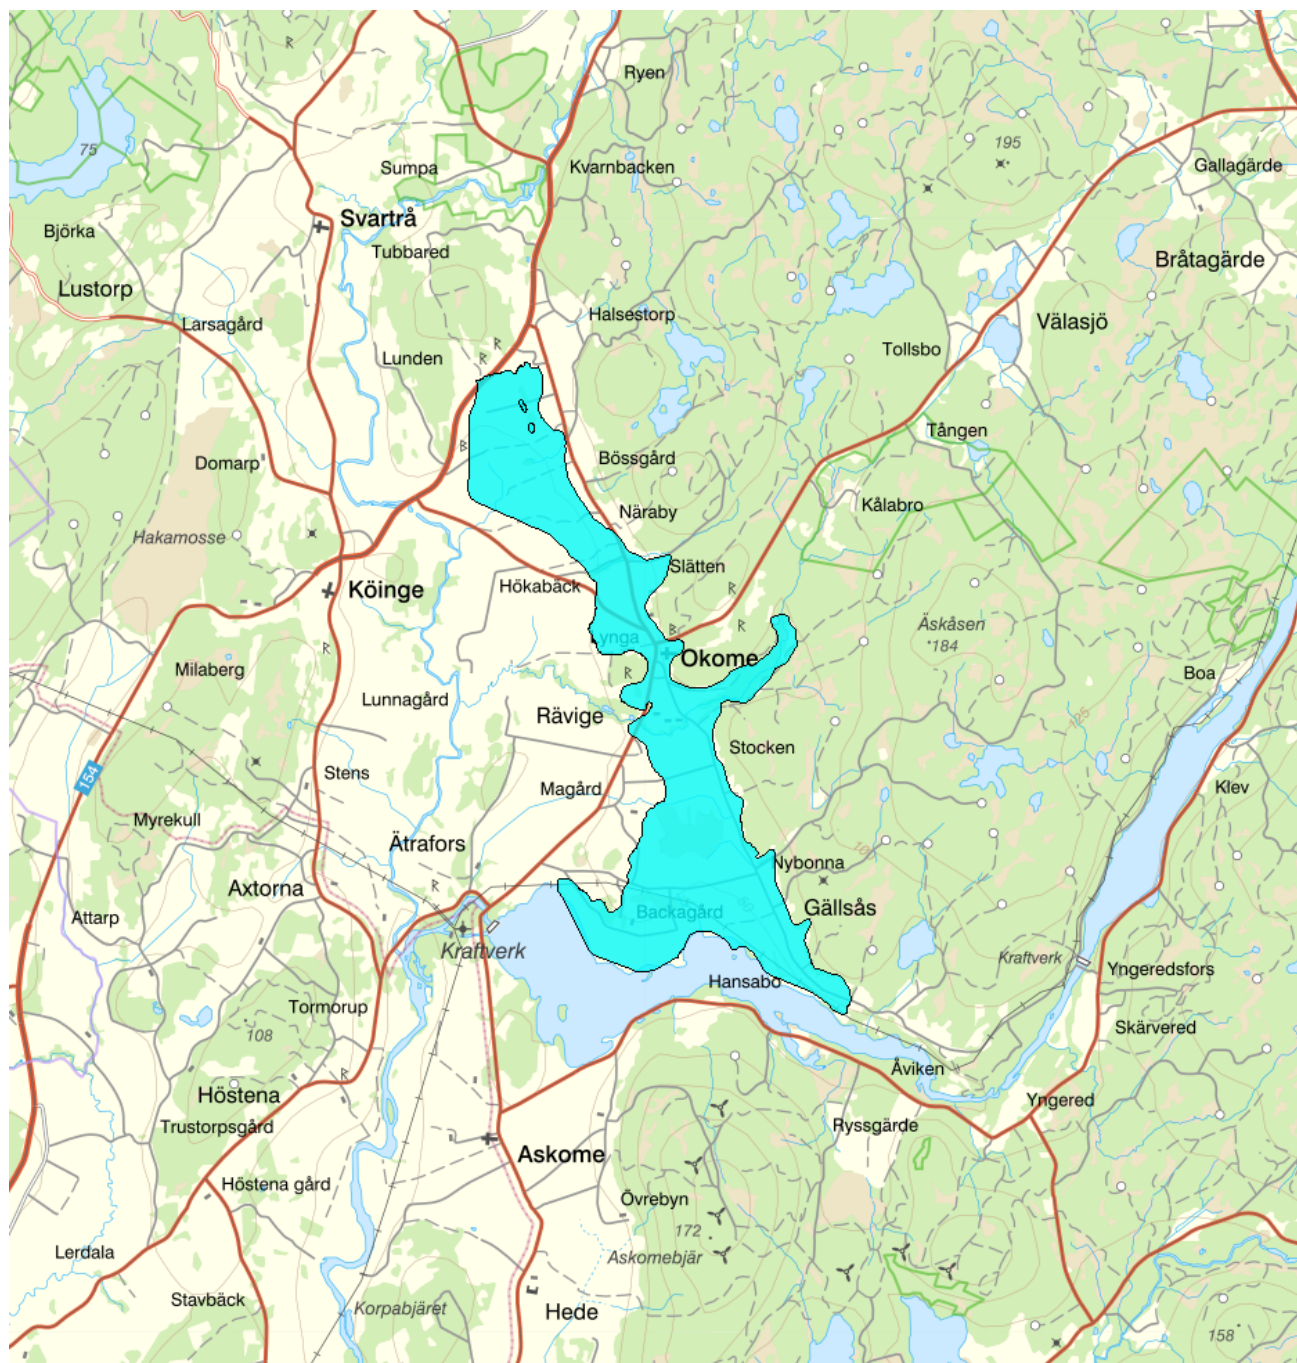 Ryen
75
195
Sumpa
Kvarnbacken
Gallagärde
Svartrå
Björka
Tubbared
Bråtagärde
Lustorp
Halsestorp
Larsagård
Välasjö
Lunden
Tollsbo
Tången
Bössgård
Domarp
Kålabro
Näraby
Hakamosse
Slätten
Hökabäck
Köinge
Äskåsen
184
Lynga
Okome
Milaberg
Boa
Lunnagård
Rävige
125
Stocken
154
Stens
Magård
Klev
Myrekull
Ätrafors
Nybonna
Axtorna
Gällsås
Backagård
Attarp
Kraftverk
Kraftverk
Yngeredsfors
Hansabo
Tormorup
Skärvered
108
Åviken
Höstena
Yngered
Trustorpsgård
Ryssgärde
Askome
Höstena gård
Övrebyn
172
Lerdala
Askomebjär
Stavbäck
Korpabjäret
Hede
158